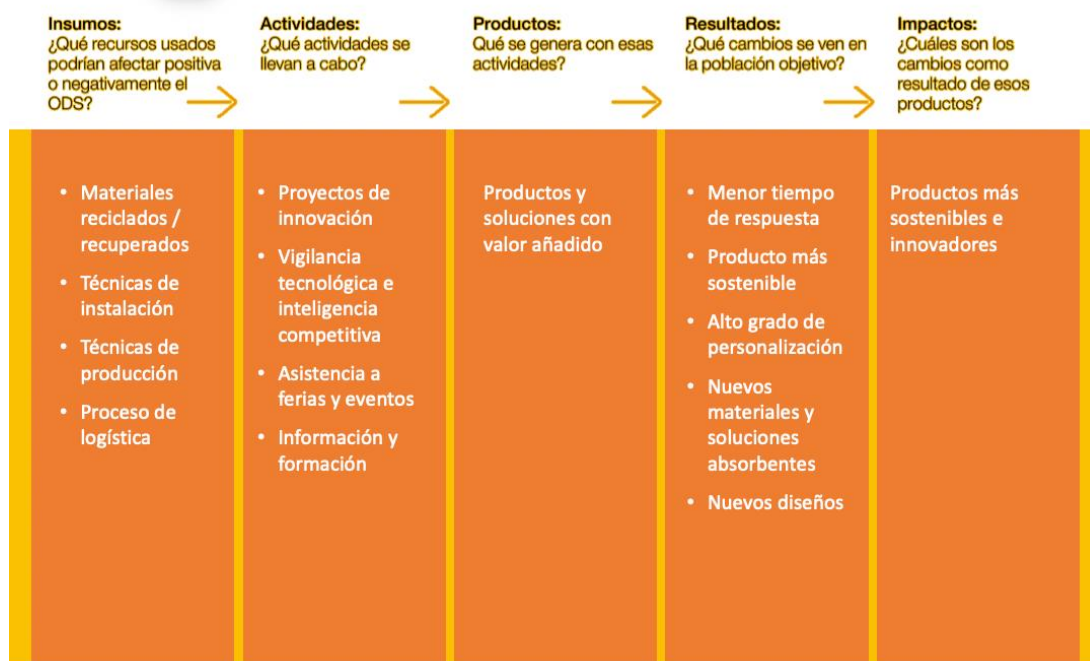 Insumos:
¿Qué recursos usados
podrían afectar positiva
o negativamente el
ODS?
Actividades:
¿Qué actividades se
llevan a cabo?
Productos:
Qué se genera con esas
actividades?
Resultados:
¿Qué cambios se ven en
la población objetivo?
Impactos:
¿Cuáles son los
cambios como
resultado de esos
productos?
• Materiales
reciclados /
recuperados
• Técnicas de
instalación
• Técnicas de
producción
• Proceso de
logística
• Proyectos de
innovación
• Vigilancia
tecnológica e
inteligencia
competitiva
• Asistencia a
ferias y eventos
• Información y
formación
Productos y
soluciones con
valor añadido
• Menor tiempo
de respuesta
• Producto más
sostenible
• Alto grado de
personalización
• Nuevos
materiales y
soluciones
absorbentes
• Nuevos diseños
Productos más
sostenibles e
innovadores